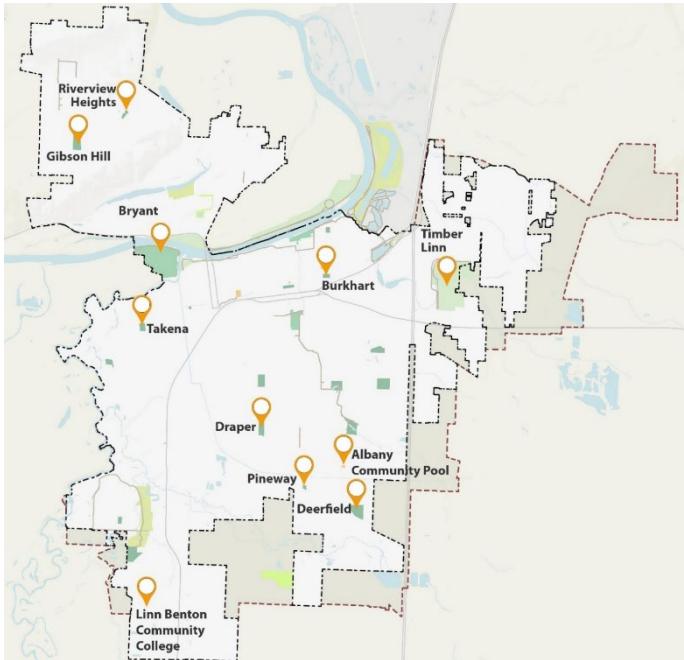 Riverview
Heights
Gibson Hill
Bryant
Timber
Linn
Burkhart
Takena
Draper
Albany
Community Pool
Pineway
Deerfield
Linn Benton
Community
College